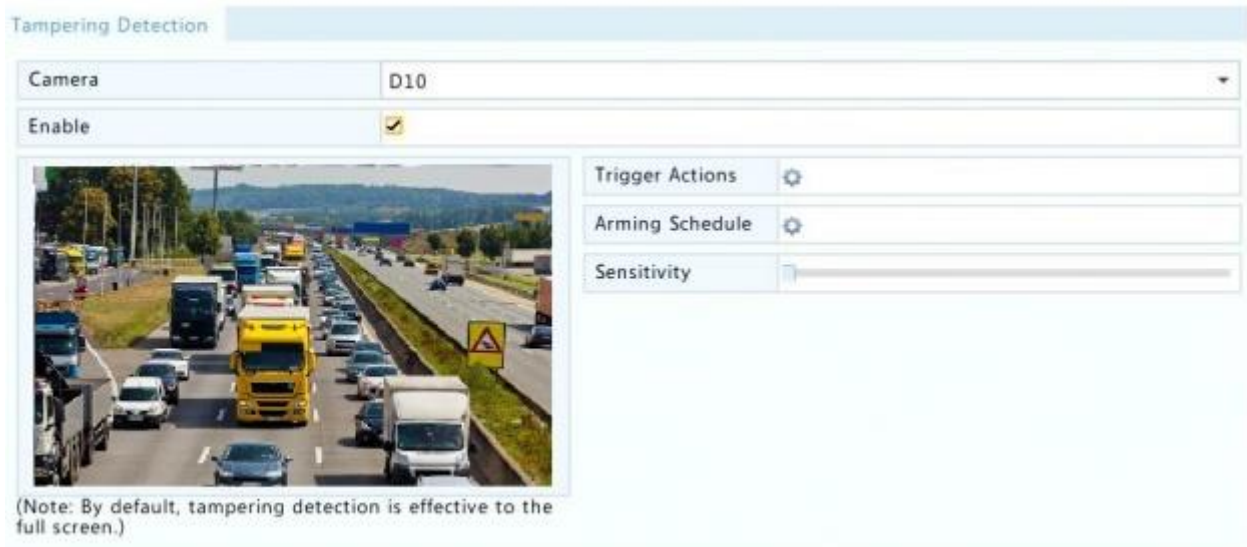 Tampering Detection
Camera
D10
Enable
Trigger Actions
Arming Schedule
Sensitivity
(Note: By default, tampering detection is effective to the
full screen.)